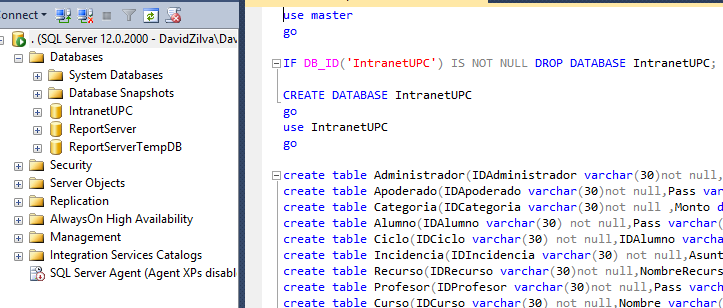 Connect
. (SQL Server 12.0.2000 - DavidZilva\Dav
Databases
System Databases
Database Snapshots
IntranetUPC
ReportServer
ReportServerTempDB
Security
Server Objects
Replication
AlwaysOn High Availability
Management
Integration Services Catalogs
SQL Server Agent (Agent XPs disabl
use master
go
IF DB_ID('IntranetUPC') IS NOT NULL DROP DATABASE IntranetUPC;
CREATE DATABASE IntranetUPC
go
use IntranetUPC
go
create table Administrador(IDAdministrador varchar(30)not null,
create table Apoderado(IDApoderado varchar(30)not null,Pass var
create table Categoria(IDCategoria varchar(30)not null ,Monto d
create table Alumno(IDAlumno varchar(30) not null,Pass varchar(
create table Ciclo(IDCiclo varchar(30) not null,IDAlumno varcha
create table Incidencia(IDIncidencia varchar(30) not null,Asunt
create table Recurso(IDRecurso varchar(30)not null,NombreRecurs
create table Profesor(IDProfesor varchar(30)not null,Pass varch
create table Curso(IDCurso varchar(30) not null,Nombre varchar(